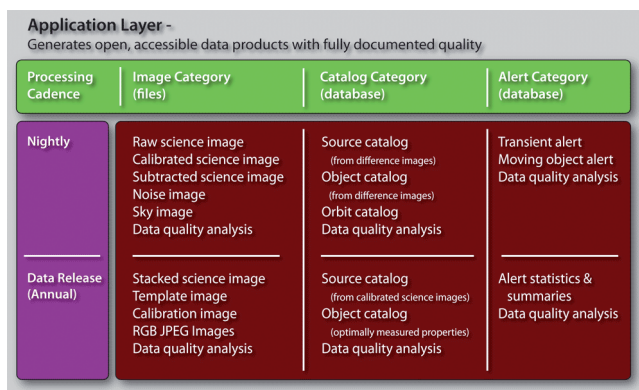 Application Layer -
Generates open, accessible data products with fully documented quality
Processing Cadence
Image Category (files)
Catalog Category (database)
Alert Category (database)
Nightly
Raw science image
Calibrated science image
Subtracted science image
Noise image
Sky image
Data quality analysis
Source catalog
(from difference images)
Object catalog
(from difference images)
Orbit catalog
Data quality analysis
Transient alert
Moving object alert
Data quality analysis
Data Release
(Annual)
Stacked science image
Template image
Calibration image
RGB JPEG Images
Data quality analysis
Source catalog
(from calibrated science images)
Object catalog
(optimally measured properties)
Data quality analysis
Alert statistics &
summaries
Data quality analysis